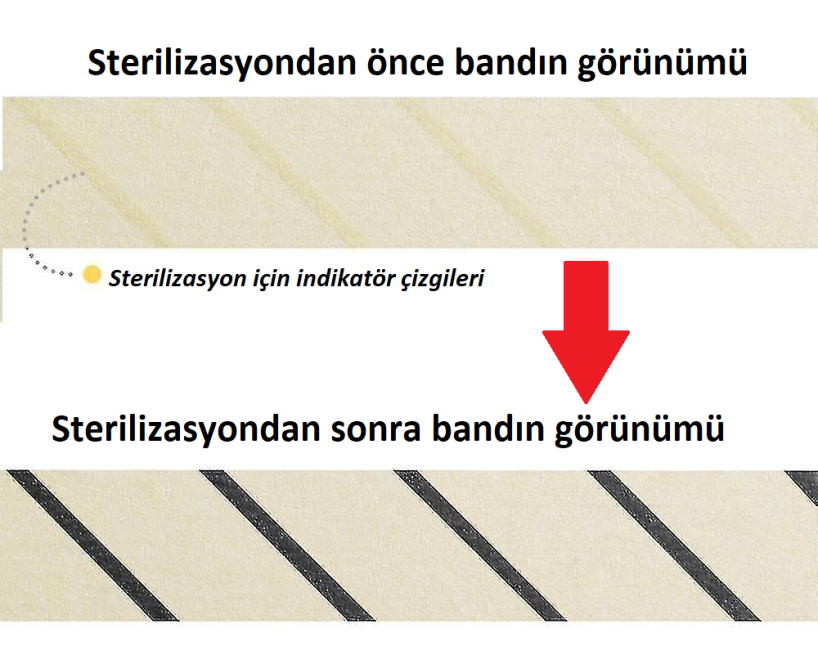 Sterilizasyondan önce bandın görünümü
Sterilizasyon için indikatör çizgileri
Sterilizasyondan sonra bandın görünümü